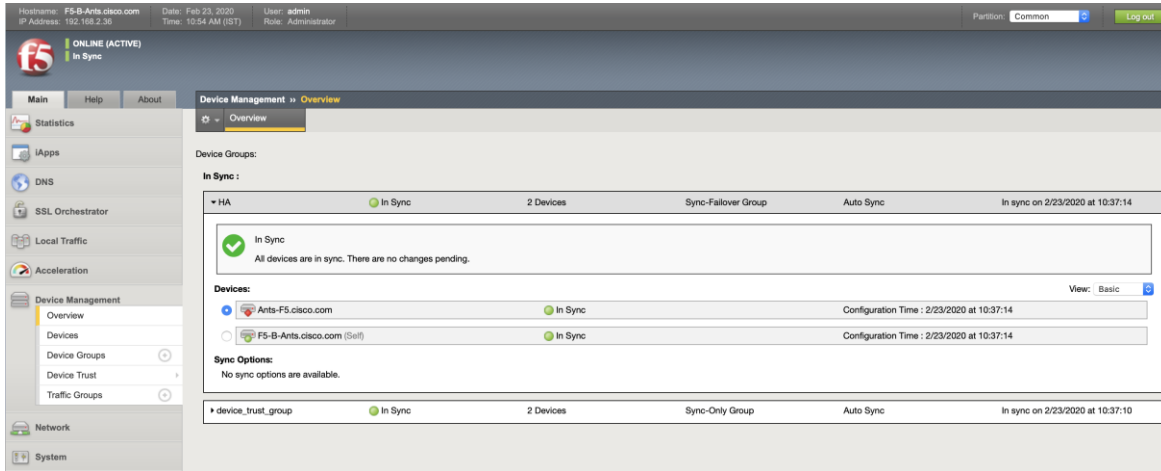 Hostname: F5-B-Ants.cisco.com Date: Feb 23, 2020 User: admin
IP Address: 192.168.2.36 Time: 10:54 AM (IST) Role: Administrator
Partition: Common Log out
f5
ONLINE (ACTIVE)
In Sync
Main Help About
Device Management » Overview
Overview
Statistics
iApps
DNS
SSL Orchestrator
Local Traffic
Acceleration
Device Management
Overview
Devices
Device Groups
Device Trust
Traffic Groups
Network
System
Device Groups:
In Sync :
HA In Sync 2 Devices Sync-Failover Group Auto Sync In sync on 2/23/2020 at 10:37:14
In Sync
All devices are in sync. There are no changes pending.
Devices: View: Basic
Ants-F5.cisco.com In Sync Configuration Time : 2/23/2020 at 10:37:14
F5-B-Ants.cisco.com (Self) In Sync Configuration Time : 2/23/2020 at 10:37:14
Sync Options:
No sync options are available.
device_trust_group In Sync 2 Devices Sync-Only Group Auto Sync In sync on 2/23/2020 at 10:37:10